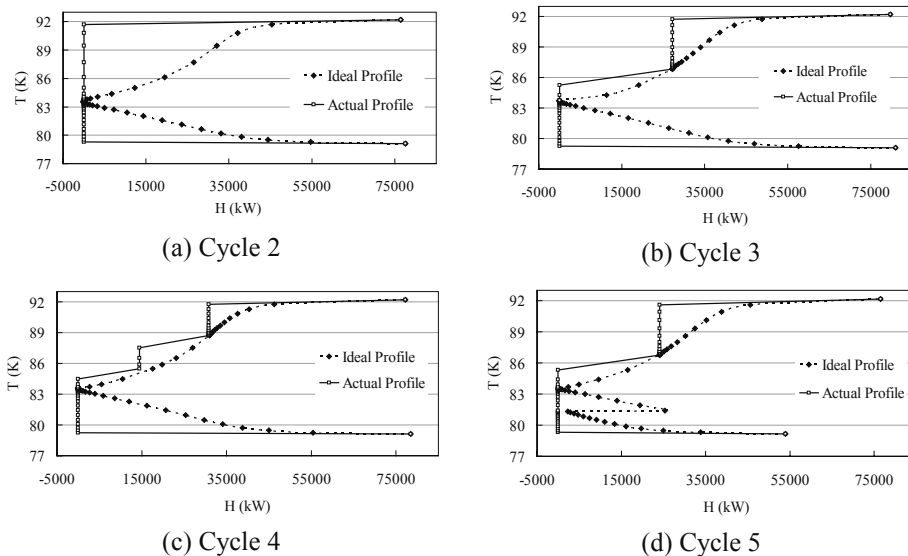 92
89
86
83
80
77
T (K)
Ideal Profile
Actual Profile
-5000
15000
35000
55000
75000
H (kW)
(a) Cycle 2
92
89
86
83
80
77
T (K)
Ideal Profile
Actual Profile
-5000
15000
35000
55000
75000
H (kW)
(b) Cycle 3
92
89
86
83
80
77
T (K)
Ideal Profile
Actual Profile
-5000
15000
35000
55000
75000
H (kW)
(c) Cycle 4
92
89
86
83
80
77
T (K)
Ideal Profile
Actual Profile
-5000
15000
35000
55000
75000
H (kW)
(d) Cycle 5